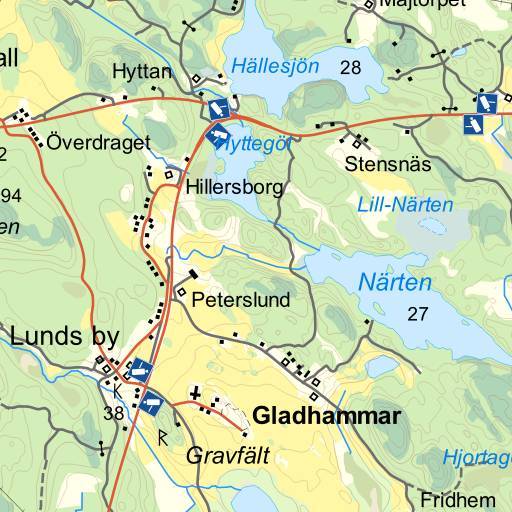 Majtorpet
all
Hyttan
Hällesjön
28
Överdraget
Hyttegöl
Stensnäs
2
94
Hillersborg
Lill-Närten
en
Närten
27
Peterslund
Lunds by
K
38
Gladhammar
R
Gravfält
Hjortagö
Fridhem